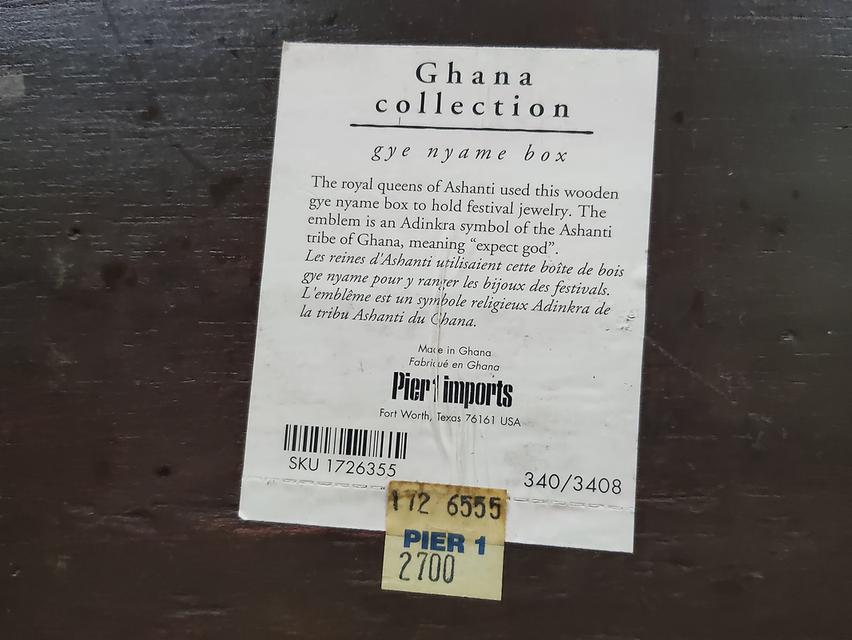 Ghana
collection
gye nyame box
The royal queens of Ashanti used this wooden
gye nyame box to hold festival jewelry. The
emblem is an Adinkra symbol of the Ashanti
tribe of Ghana, meaning “expect god”.
Les reines d'Ashanti utilisaient cette boîte de bois
gye nyame pour y ranger les bijoux des festivals.
L'emblême est un symbole religieux Adinkra de
la tribu Ashanti du Ghana.
Made in Ghana
Fabriqué en Ghana
Pier 1 imports
Fort Worth, Texas 76161 USA
SKU 1726355
340/3408
172 6555
PIER 1
2700